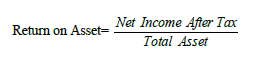 Return on Asset= Net Income After Tax
Total Asset